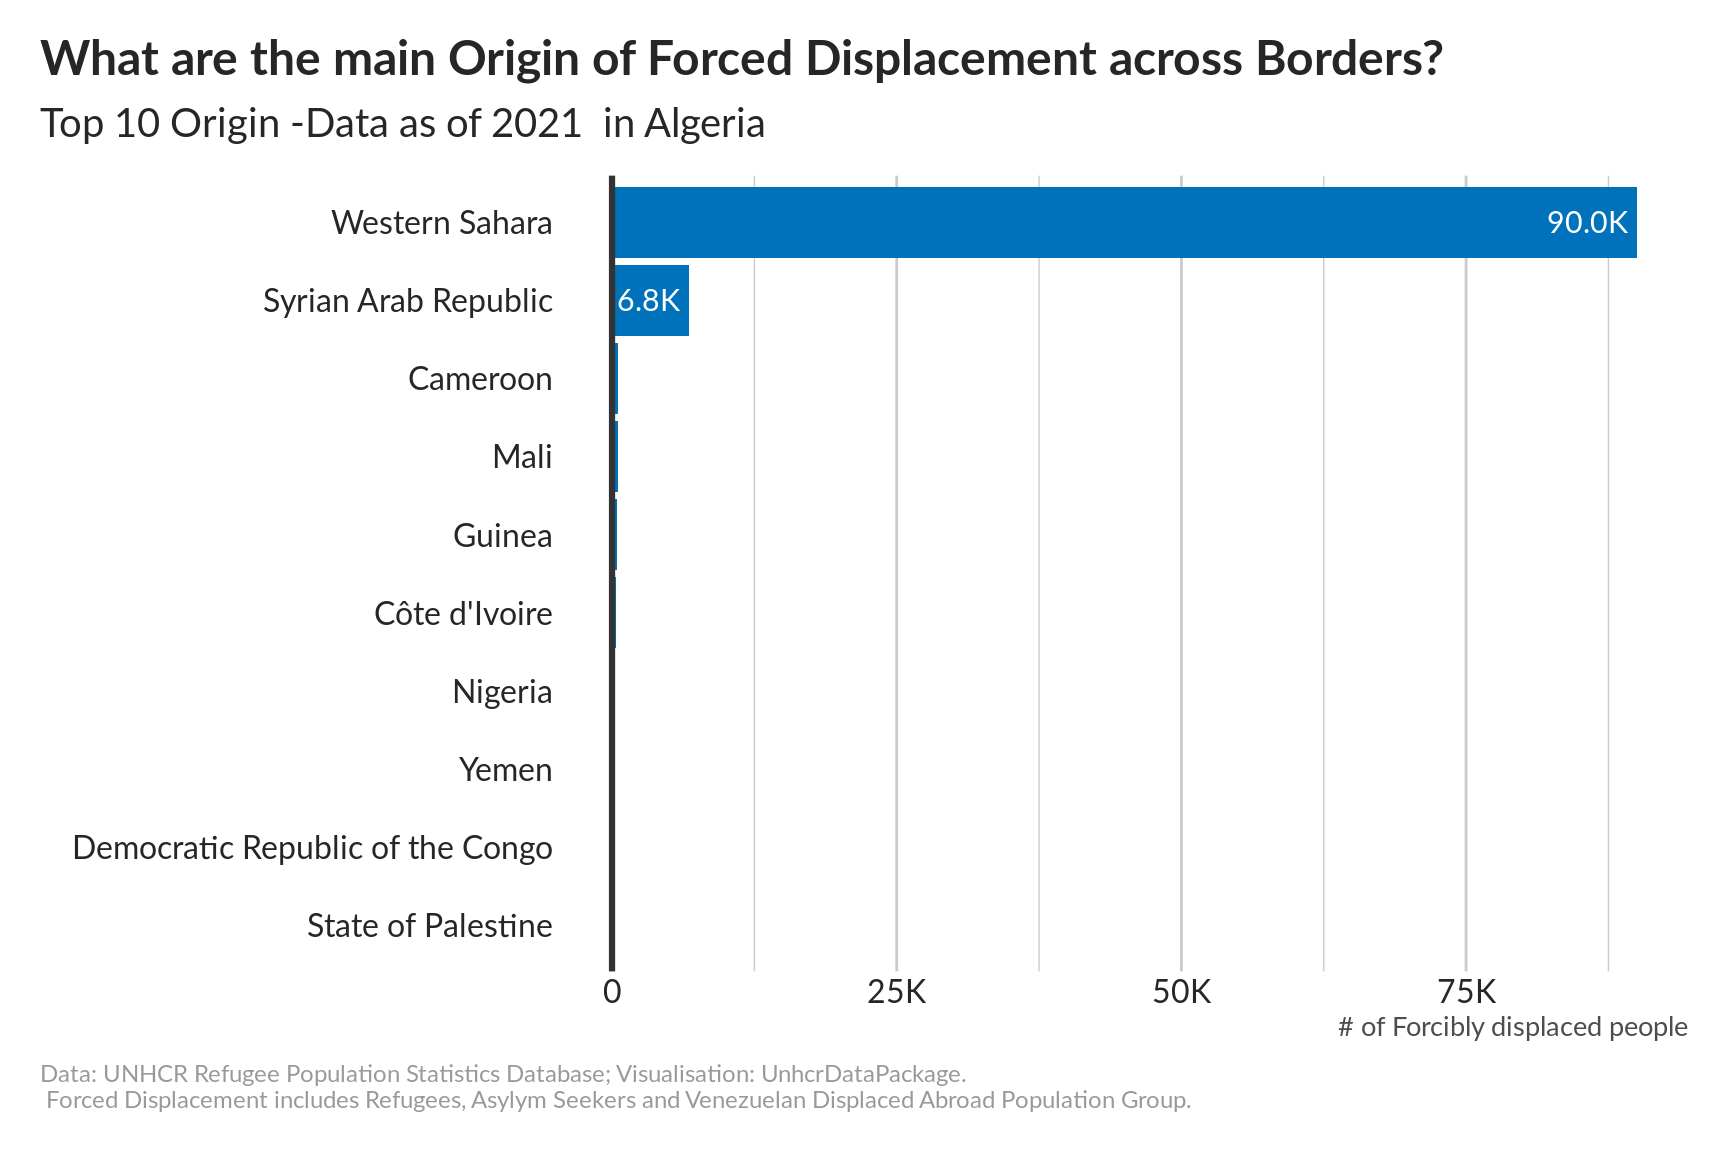 What are the main Origin of Forced Displacement across Borders?
Top 10 Origin -Data as of 2021  in Algeria
Western Sahara
90.0K
Syrian Arab Republic
6.8K
Cameroon
Mali
Guinea
Côte d'Ivoire
Nigeria
Yemen
Democratic Republic of the Congo
State of Palestine
0 25K 50K 75K
# of Forcibly displaced people
Data: UNHCR Refugee Population Statistics Database; Visualisation: UnhcrDataPackage.
Forced Displacement includes Refugees, Asylym Seekers and Venezuelan Displaced Abroad Population Group.